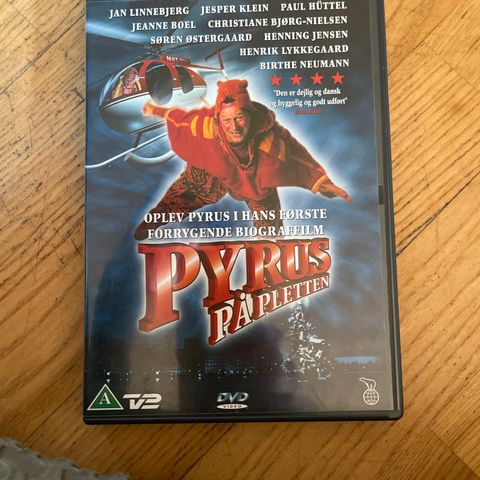 JAN LINNEBJERG JESPER KLEIN PAUL HÜTTEL
JEANNE BOEL CHRISTIANE BJØRG-NIELSEN
SØREN ØSTERGAARD HENNING JENSEN
HENRIK LYKKEGAARD
BIRTHE NEUMANN
"Den er dejlig og dansk
og hyggelig og godt udført"
OPLEV PYRUS I HANS FØRSTE
FORRYGENDE BIOGRAFFILM
PYRUS
PÅ PLETTEN
A
TV2
DVD
VIDEO